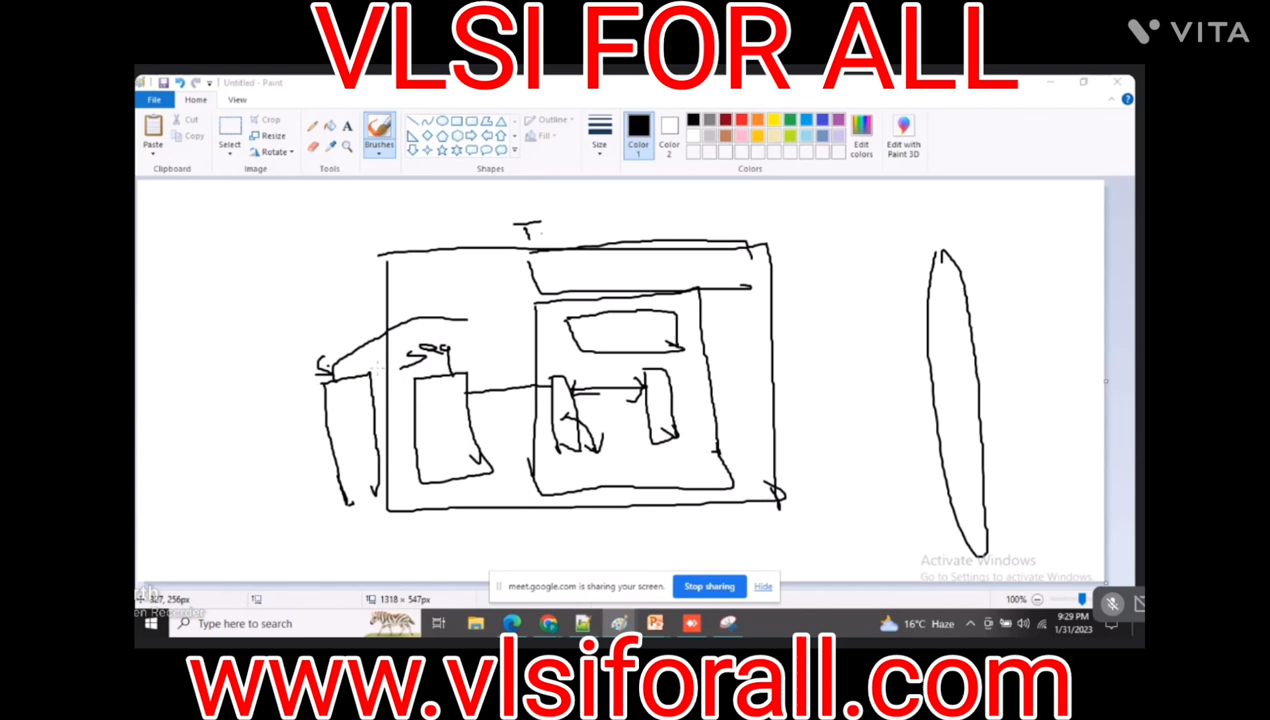 VLSI FOR ALL
VITA
Untitled - Paint
File Home View
Cut
Copy
Paste
Clipboard
Crop
Resize
Rotate
Select
Image
Tools
Brushes
Outline
Fill
Shapes
Size
Color 1
Color 2
Edit colors
Colors
Edit with Paint 3D
T
Activate Windows
Go to Settings to activate Windows.
meet.google.com is sharing your screen. Stop sharing Hide
327, 256px
1318 × 547px
100%
Type here to search
16°C Haze
9:29 PM
1/31/2023
www.vlsiforall.com